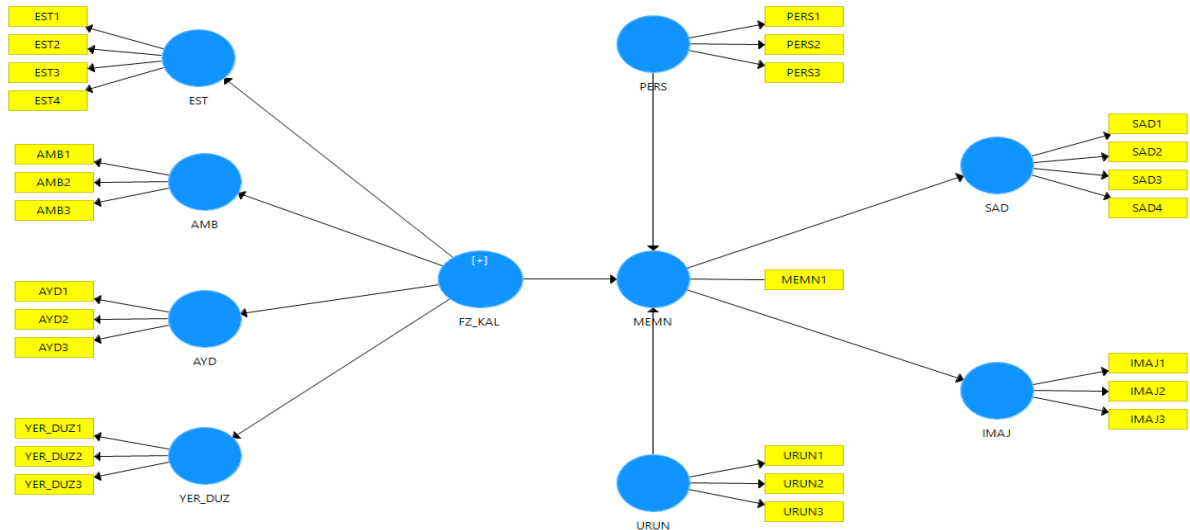 EST1
EST2
EST3
EST4
EST
AMB1
AMB2
AMB3
AMB
AYD1
AYD2
AYD3
AYD
YER_DUZ1
YER_DUZ2
YER_DUZ3
YER_DUZ
[+]
FZ_KAL
PERS1
PERS2
PERS3
PERS
MEMN1
MEMN
URUN1
URUN2
URUN3
URUN
SAD1
SAD2
SAD3
SAD4
SAD
IMAJ1
IMAJ2
IMAJ3
IMAJ